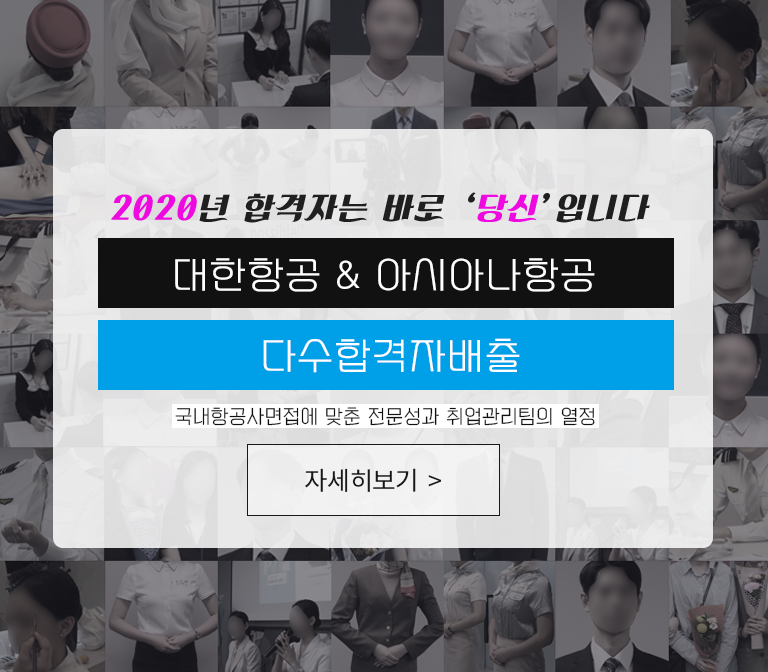 2020년 합격자는 바로 ‘당신’ 입니다
대한항공 & 아시아나항공
다수합격자배출
국내항공사면접에 맞춘 전문성과 취업관리팀의 열정
자세히보기 >